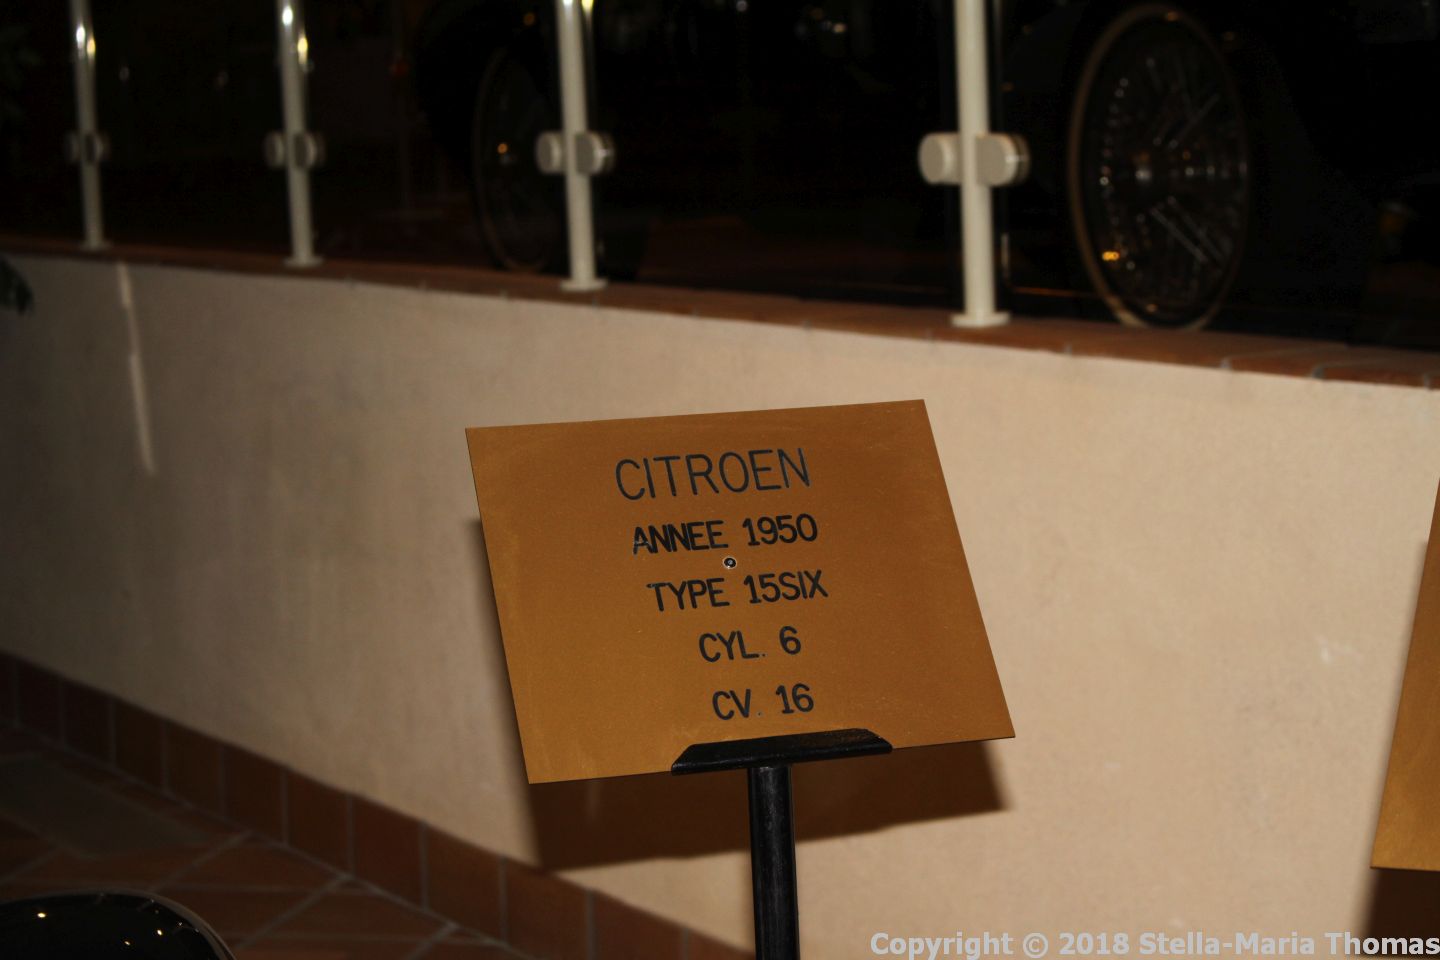 CITROEN
ANNEE 1950
TYPE 15SIX
CYL. 6
CV. 16
Copyright © 2018 Stella-Maria Thomas